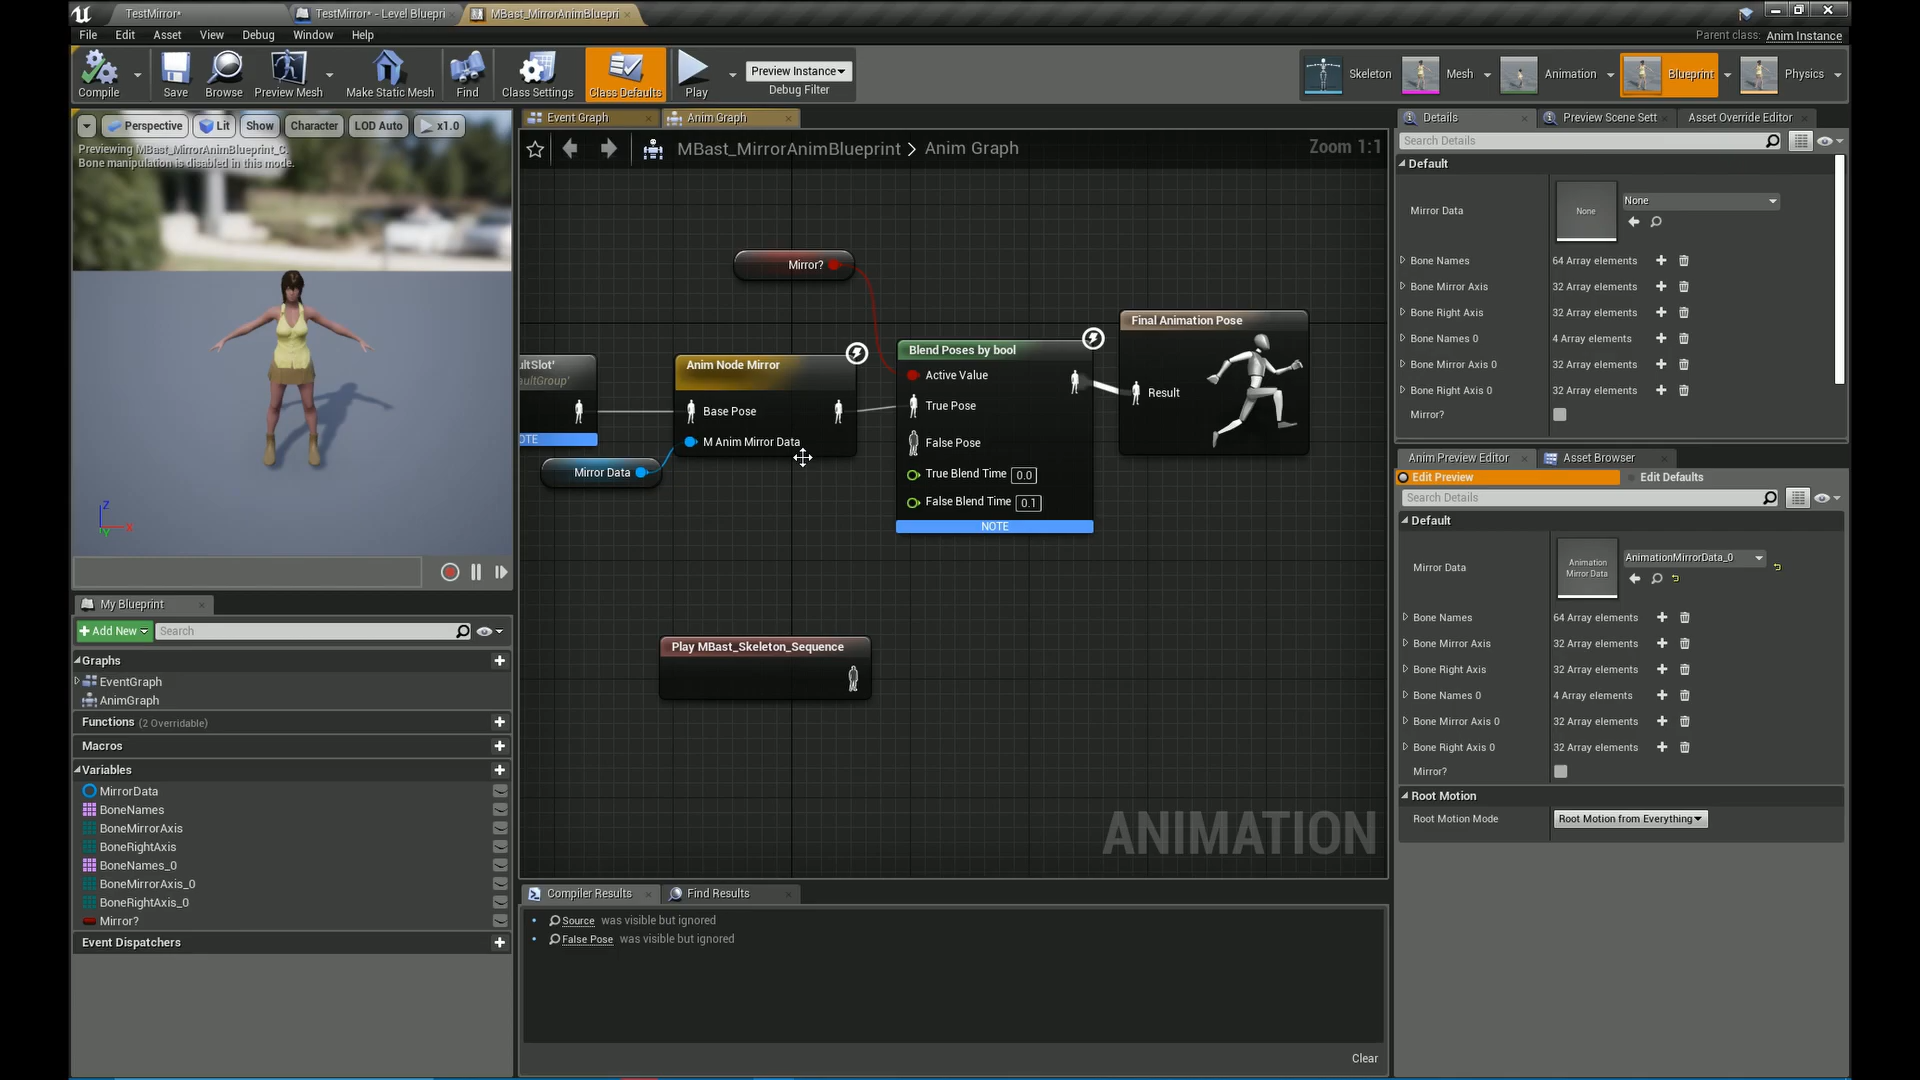 TestMirror*
TestMirror* - Level Bluepri
MBast_MirrorAnimBluepri
File Edit Asset View Debug Window Help
Parent class: Anim Instance
Compile
Save
Browse
Preview Mesh
Make Static Mesh
Find
Class Settings
Class Defaults
Play
Preview Instance
Debug Filter
Skeleton
Mesh
Animation
Blueprint
Physics
Perspective
Lit
Show
Character
LOD Auto
x1.0
Previewing MBast_MirrorAnimBlueprint_C.
Bone manipulation is disabled in this mode.
Z
X
Y
My Blueprint
Add New
Search
Graphs
EventGraph
AnimGraph
Functions (2 Overridable)
Macros
Variables
MirrorData
BoneNames
BoneMirrorAxis
BoneRightAxis
BoneNames_0
BoneMirrorAxis_0
BoneRightAxis_0
Mirror?
Event Dispatchers
Event Graph
Anim Graph
MBast_MirrorAnimBlueprint > Anim Graph
Zoom 1:1
Mirror?
ultSlot'
aultGroup'
OTE
Mirror Data
Anim Node Mirror
Base Pose
M Anim Mirror Data
Blend Poses by bool
Active Value
True Pose
False Pose
True Blend Time 0.0
False Blend Time 0.1
NOTE
Final Animation Pose
Result
Play MBast_Skeleton_Sequence
ANIMATION
Compiler Results
Find Results
Source was visible but ignored
False Pose was visible but ignored
Clear
Details
Preview Scene Sett
Asset Override Editor
Search Details
Default
Mirror Data
None
None
Bone Names 64 Array elements
Bone Mirror Axis 32 Array elements
Bone Right Axis 32 Array elements
Bone Names 0 4 Array elements
Bone Mirror Axis 0 32 Array elements
Bone Right Axis 0 32 Array elements
Mirror?
Anim Preview Editor
Asset Browser
Edit Preview
Edit Defaults
Search Details
Default
Mirror Data
Animation
Mirror Data
AnimationMirrorData_0
Bone Names 64 Array elements
Bone Mirror Axis 32 Array elements
Bone Right Axis 32 Array elements
Bone Names 0 4 Array elements
Bone Mirror Axis 0 32 Array elements
Bone Right Axis 0 32 Array elements
Mirror?
Root Motion
Root Motion Mode
Root Motion from Everything